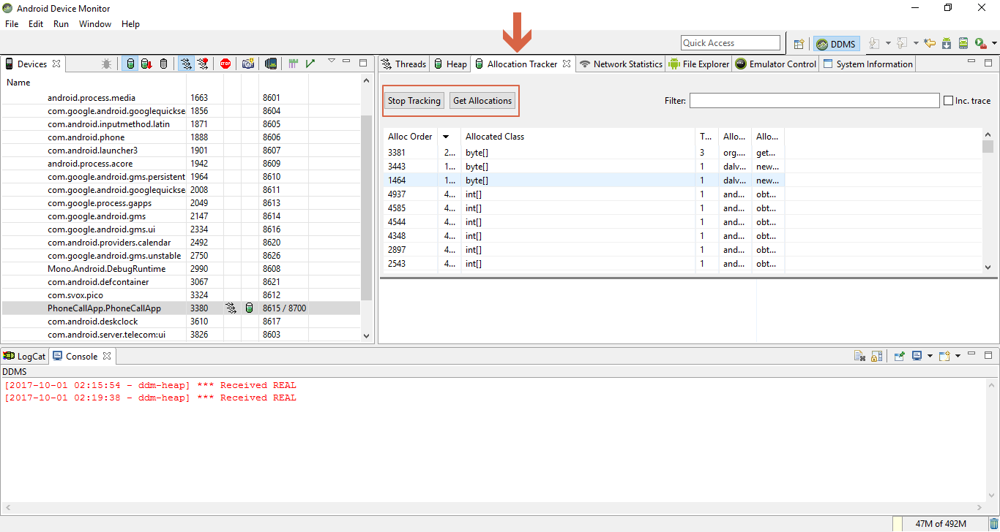 Android Device Monitor
File Edit Run Window Help
Quick Access DDMS
Devices
Name
android.process.media 1663 8601
com.google.android.googlequickse 1856 8604
com.android.inputmethod.latin 1871 8605
com.android.phone 1888 8606
com.android.launcher3 1901 8607
android.process.acore 1942 8609
com.google.android.gms.persistent 1964 8610
com.google.android.googlequickse 2008 8611
com.google.process.gapps 2049 8613
com.google.android.gms 2147 8614
com.google.android.gms.ui 2334 8616
com.android.providers.calendar 2492 8620
com.google.android.gms.unstable 2750 8626
Mono.Android.DebugRuntime 2990 8608
com.android.defcontainer 3067 8621
com.svox.pico 3324 8612
PhoneCallApp.PhoneCallApp 3380 8615 / 8700
com.android.deskclock 3610 8617
com.android.server.telecom:ui 3826 8603
Threads Heap Allocation Tracker Network Statistics File Explorer Emulator Control System Information
Stop Tracking Get Allocations Filter: Inc. trace
Alloc Order Allocated Class T... Allo... Allo...
3381 2... byte[] 3 org.... get...
3443 1... byte[] 1 dalv... new...
1464 1... byte[] 1 dalv... new...
4937 4... int[] 1 and... obt...
4585 4... int[] 1 and... obt...
4544 4... int[] 1 and... obt...
4348 4... int[] 1 and... obt...
2897 4... int[] 1 and... obt...
2543 4... int[] 1 and... obt...
LogCat Console
DDMS
[2017-10-01 02:15:54 - ddm-heap] *** Received REAL
[2017-10-01 02:19:38 - ddm-heap] *** Received REAL
47M of 492M